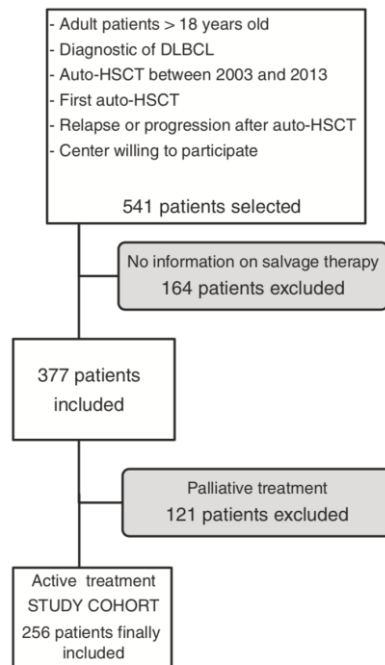 - Adult patients > 18 years old
- Diagnostic of DLBCL
- Auto-HSCT between 2003 and 2013
- First auto-HSCT
- Relapse or progression after auto-HSCT
- Center willing to participate
541 patients selected
No information on salvage therapy
164 patients excluded
377 patients
included
Palliative treatment
121 patients excluded
Active treatment
STUDY COHORT
256 patients finally
included